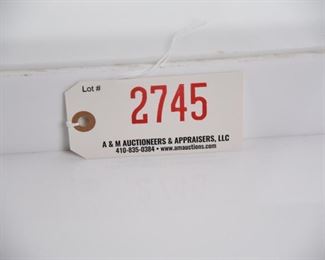 Lot #
2745
A & M AUCTIONEERS & APPRAISERS, LLC
410-835-0384 • www.amauctions.com